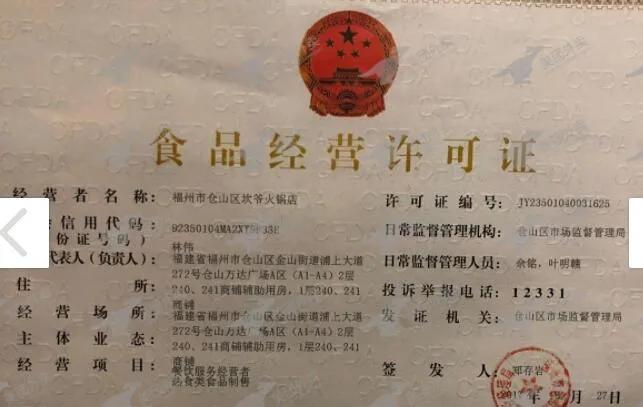 食品经营许可证
经营者名称： 福州市仓山区坎爷火锅店
信用代码 92350104MA2XT
份证号码)
代表人(负责人)： 林伟
住所： 福建省福州市仓山区金山街道浦上大道
272号仓山万达广场A区（A1-A4）2层
240、241商铺辅助用房，1层240、241
商铺
经营场所： 福建省福州市仓山区金山街道浦上大道
272号仓山万达广场A区（A1-A4）2层
240、241商铺辅助用房，1层240、241
商铺
主体业态： 餐饮服务经营者
经营项目： 热食类食品制售
许可证编号： JY23501040031625
日常监督管理机构： 仓山区市场监督管理局
日常监督管理人员： 余铭，叶明
投诉举报电话： 12331
发证机关： 仓山区市场监督管理局
签发人： 郑存岩
2017年 月27日